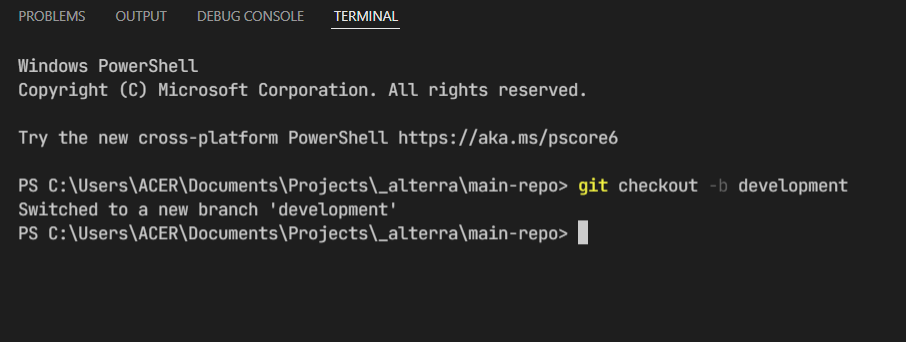 PROBLEMS OUTPUT DEBUG CONSOLE TERMINAL
Windows PowerShell
Copyright (C) Microsoft Corporation. All rights reserved.
Try the new cross-platform PowerShell https://aka.ms/pscore6
PS C:\Users\ACER\Documents\Projects\_alterra\main-repo> git checkout -b development
Switched to a new branch 'development'
PS C:\Users\ACER\Documents\Projects\_alterra\main-repo>